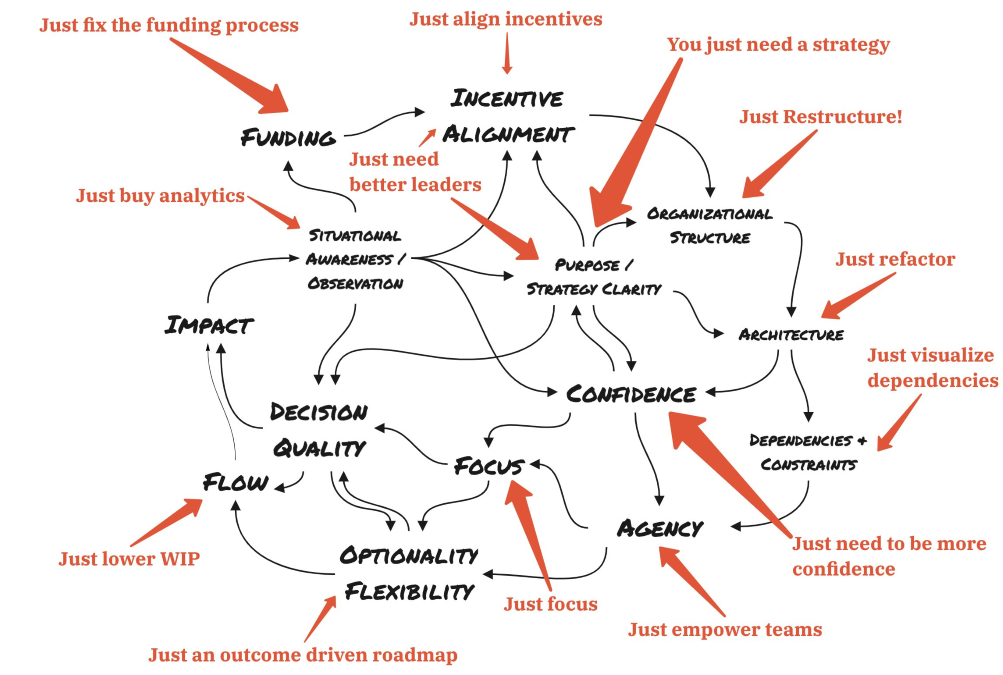 Just align incentives
Just fix the funding process
You just need a strategy
INCENTIVE
ALIGNMENT
Just Restructure!
FUNDING
Just need
better leaders
Just buy analytics
ORGANIZATIONAL
STRUCTURE
SITUATIONAL
AWARENESS /
OBSERVATION
PURPOSE /
STRATEGY CLARITY
Just refactor
IMPACT
ARCHITECTURE
Just visualize
dependencies
CONFIDENCE
DECISION
QUALITY
DEPENDENCIES +
CONSTRAINTS
FOCUS
FLOW
AGENCY
Just need to be more
confidence
Just lower WIP
OPTIONALITY
FLEXIBILITY
Just focus
Just empower teams
Just an outcome driven roadmap